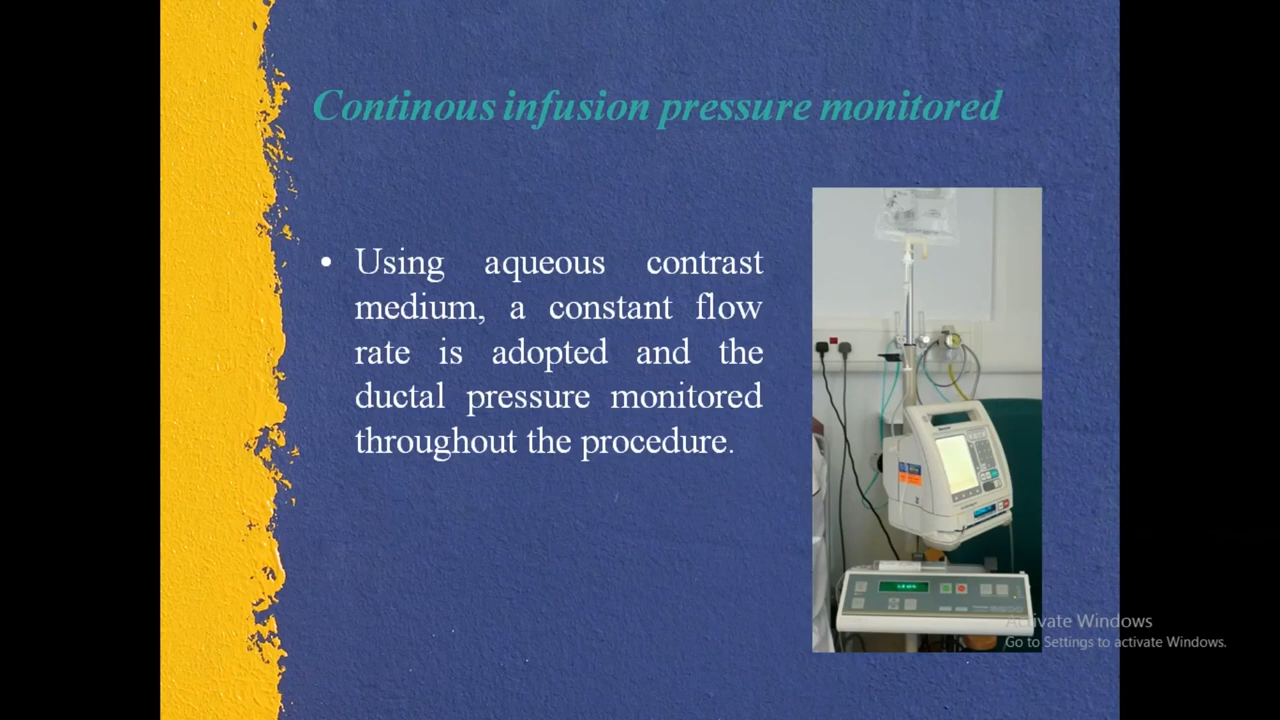 Continous infusion pressure monitored
• Using aqueous contrast
medium, a constant flow
rate is adopted and the
ductal pressure monitored
throughout the procedure.
Activate Windows
Go to Settings to activate Windows.